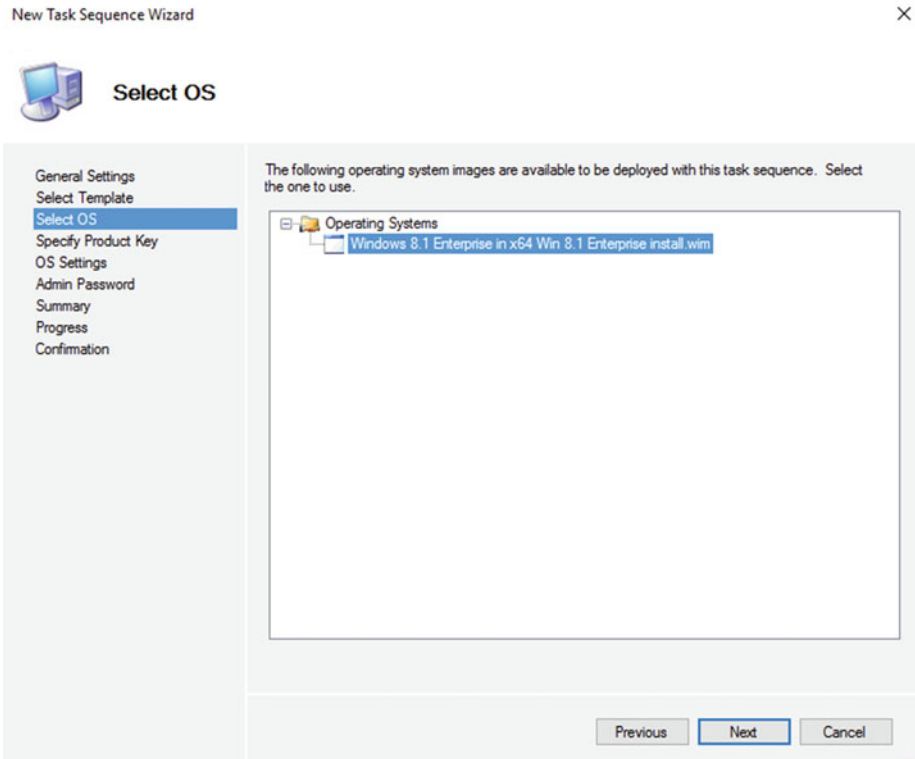 New Task Sequence Wizard
Select OS
General Settings
Select Template
Select OS
Specify Product Key
OS Settings
Admin Password
Summary
Progress
Confirmation
The following operating system images are available to be deployed with this task sequence.  Select
the one to use.
Operating Systems
Windows 8.1 Enterprise in x64 Win 8.1 Enterprise install.wim
Previous
Next
Cancel